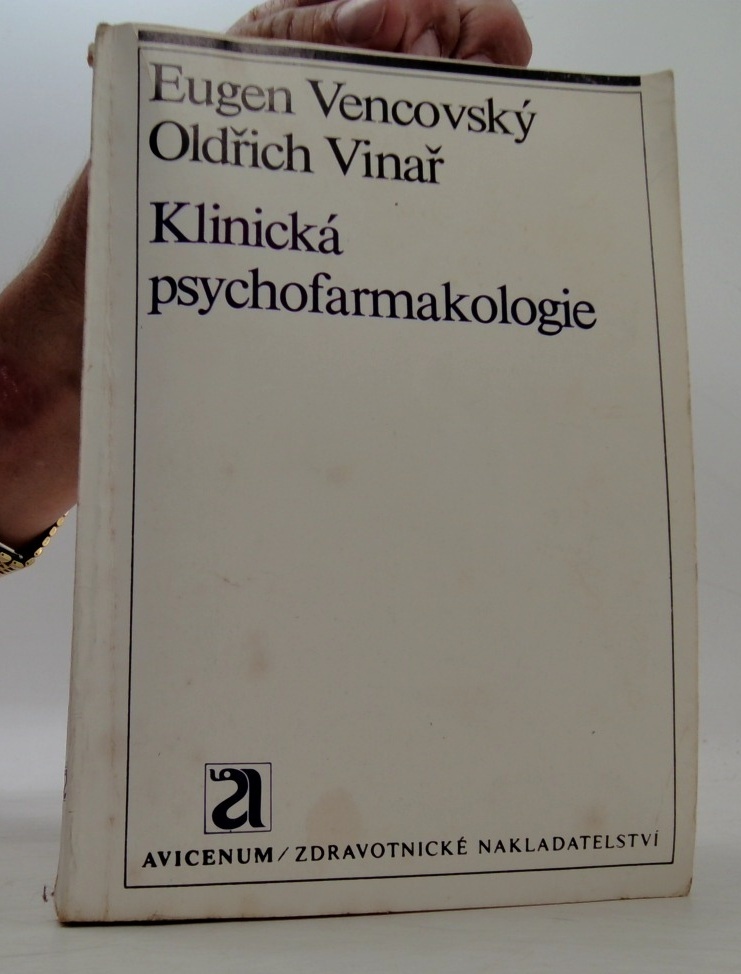 Eugen Vencovský
Oldřich Vinař
Klinická
psychofarmakologie
a
AVICENUM / ZDRAVOTNICKÉ NAKLADATELSTVÍ